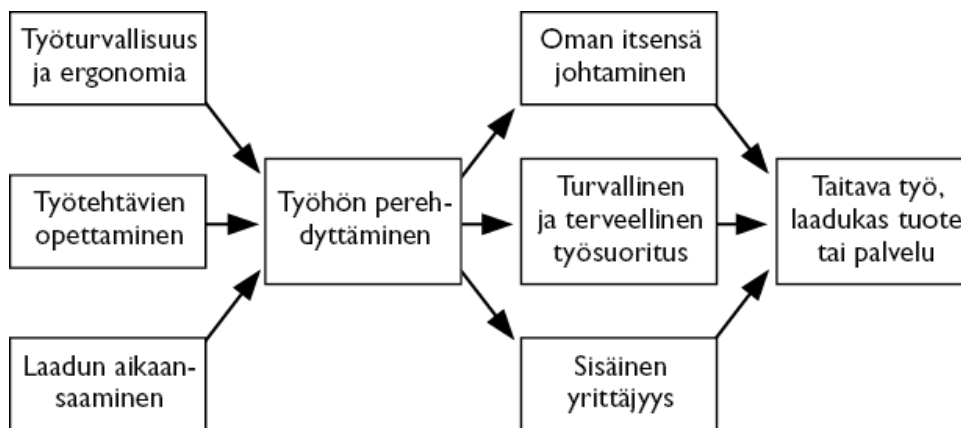 Työturvallisuus
ja ergonomia
Työtehtävien
opettaminen
Laadun aikaan-
saaminen
Työhön pereh-
dyttäminen
Oman itsensä
johtaminen
Turvallinen
ja terveellinen
työsuoritus
Sisäinen
yrittäjyys
Taitava työ,
laadukas tuote
tai palvelu